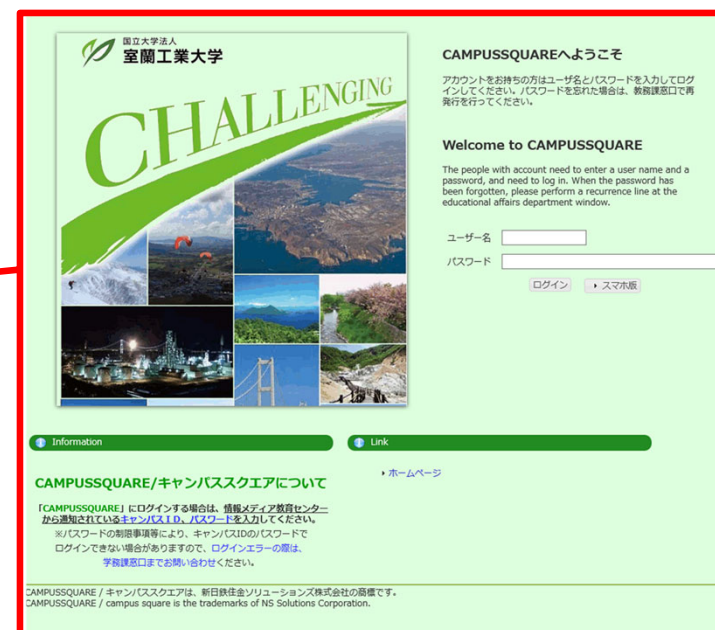 国立大学法人
室蘭工業大学
CHALLENGING
CAMPUSSQUAREへようこそ
アカウントをお持ちの方はユーザ名とパスワードを入力してログ
インしてください。パスワードを忘れた場合は、教務課窓口で再
発行を行ってください。
Welcome to CAMPUSSQUARE
The people with account need to enter a user name and a
password, and need to log in. When the password has
been forgotten, please perform a recurrence line at the
educational affairs department window.
ユーザー名
パスワード
ログイン
スマホ版
Information
Link
CAMPUSSQUARE/キャンパススクエアについて
「CAMPUSSQUARE」にログインする場合は、情報メディア教育センター
から通知されているキャンパスＩＤ、パスワードを入力してください。
※パスワードの制限事項等により、キャンパスIDのパスワードで
ログインできない場合がありますので、ログインエラーの際は、
学務課窓口までお問い合わせください。
ホームページ
CAMPUSSQUARE / キャンパススクエアは、新日鉄住金ソリューションズ株式会社の商標です。
CAMPUSSQUARE / campus square is the trademarks of NS Solutions Corporation.